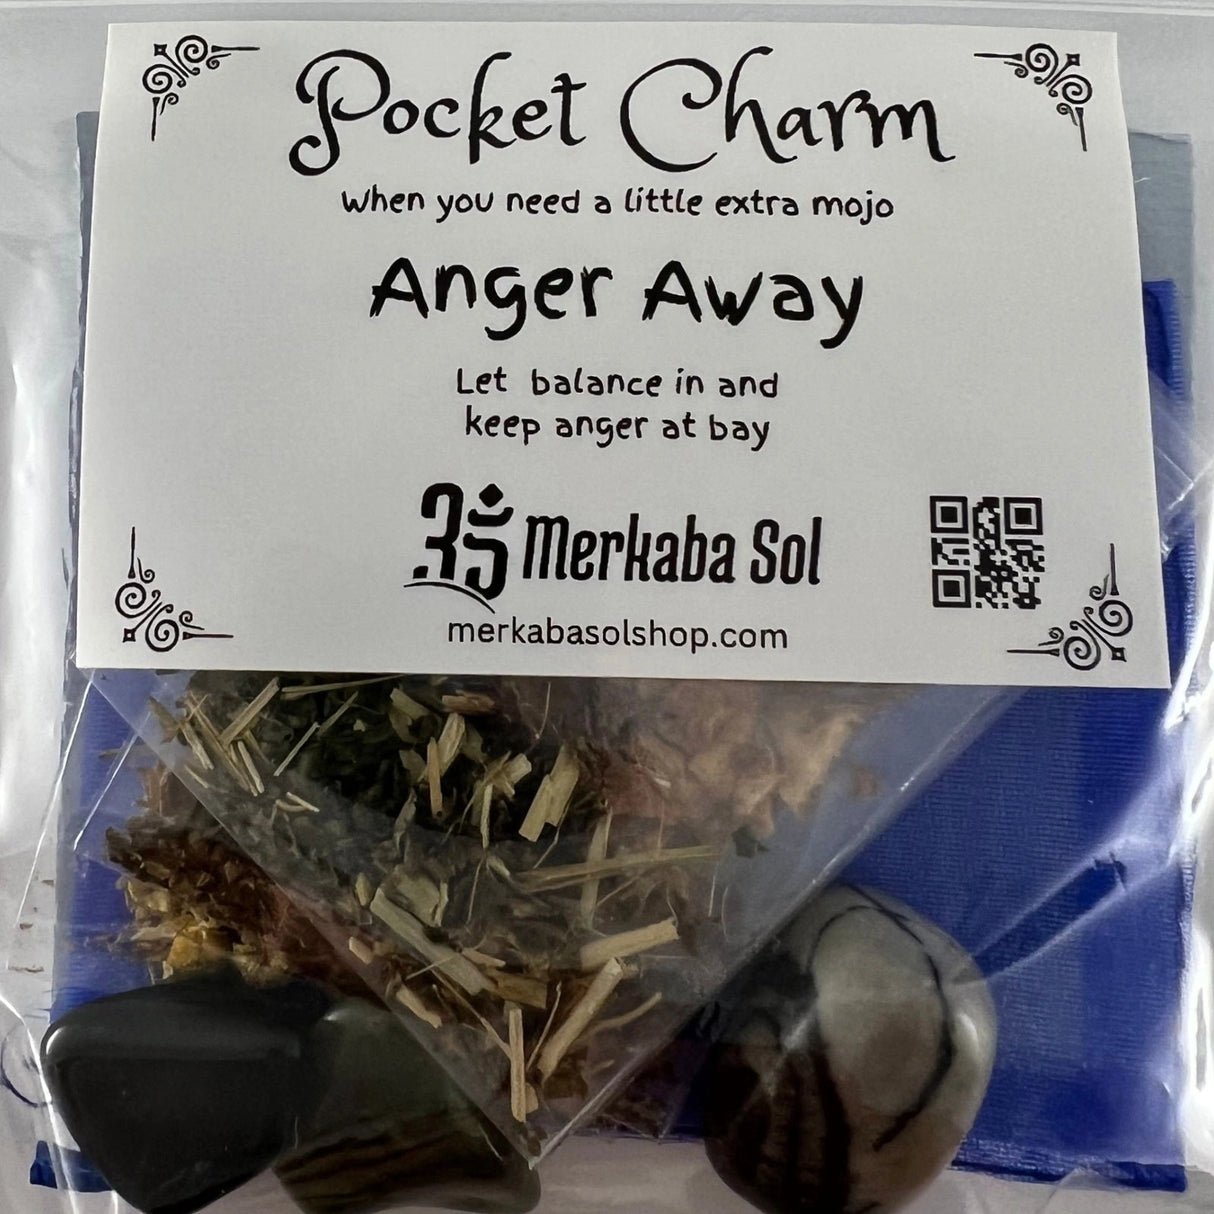 Pocket Charm
When you need a little extra mojo
Anger Away
Let balance in and
keep anger at bay
Merkaba Sol
merkabasolshop.com